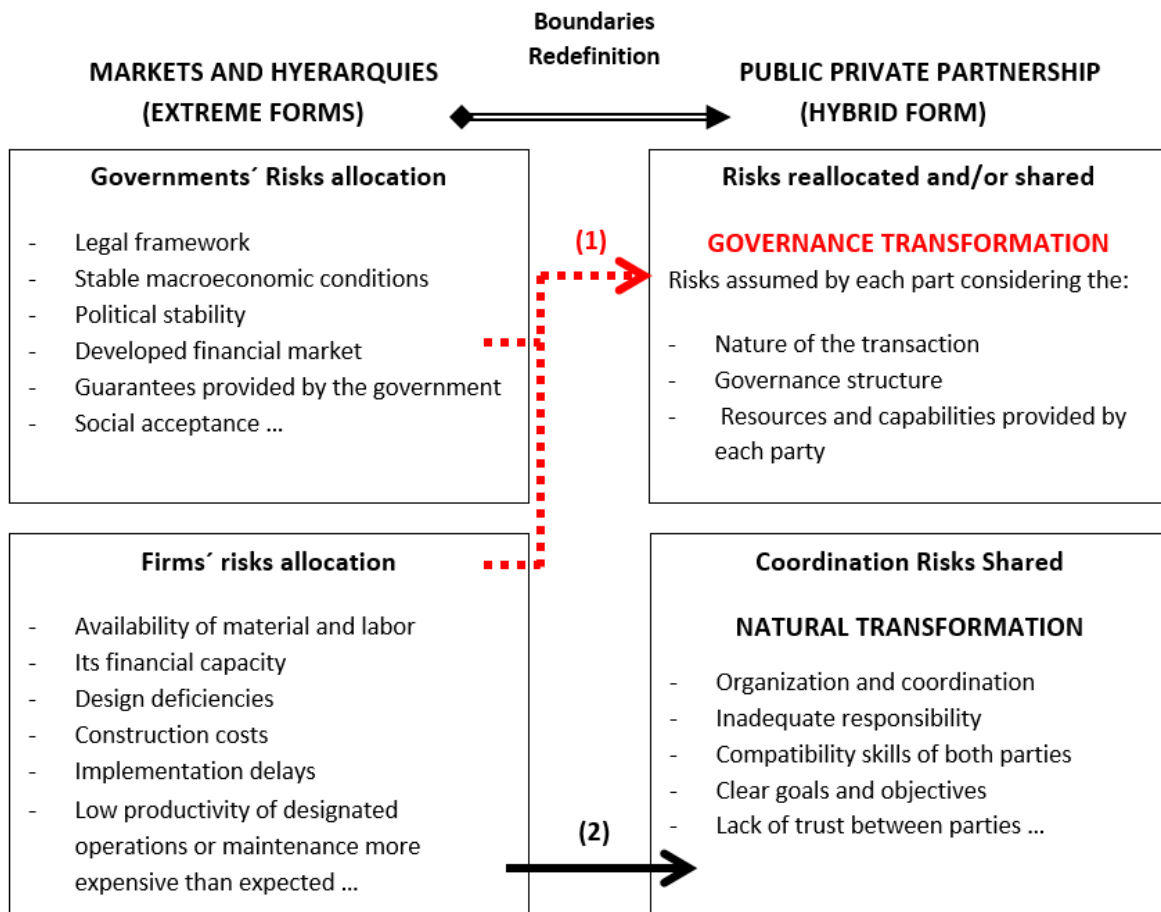 Boundaries
Redefinition
MARKETS AND HYERARQUIES
(EXTREME FORMS)
PUBLIC PRIVATE PARTNERSHIP
(HYBRID FORM)
Governments´ Risks allocation
- Legal framework
- Stable macroeconomic conditions
- Political stability
- Developed financial market
- Guarantees provided by the government
- Social acceptance ...
(1)
Risks reallocated and/or shared
GOVERNANCE TRANSFORMATION
Risks assumed by each part considering the:
- Nature of the transaction
- Governance structure
- Resources and capabilities provided by
each party
Firms´ risks allocation
- Availability of material and labor
- Its financial capacity
- Design deficiencies
- Construction costs
- Implementation delays
- Low productivity of designated
operations or maintenance more
expensive than expected ...
(2)
Coordination Risks Shared
NATURAL TRANSFORMATION
- Organization and coordination
- Inadequate responsibility
- Compatibility skills of both parties
- Clear goals and objectives
- Lack of trust between parties ...